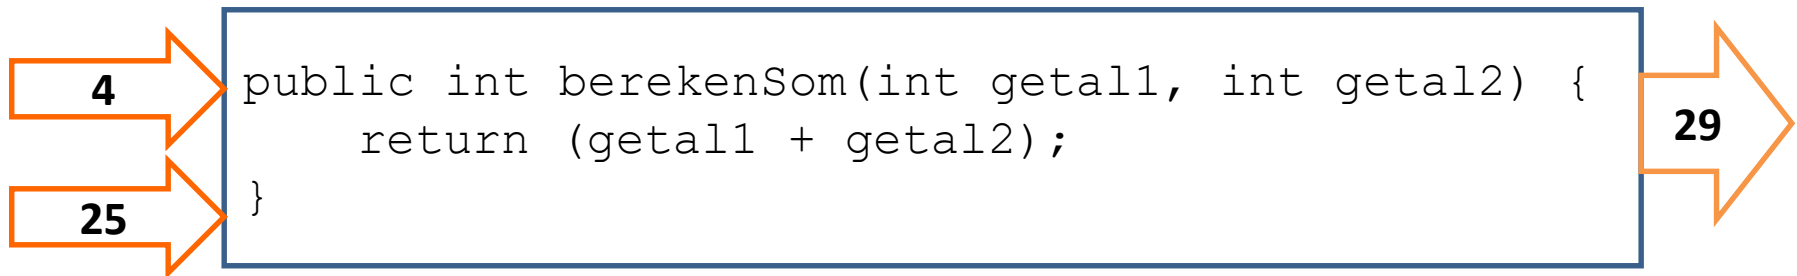 4
25
public int berekenSom(int getal1, int getal2) {
return (getal1 + getal2);
}
29